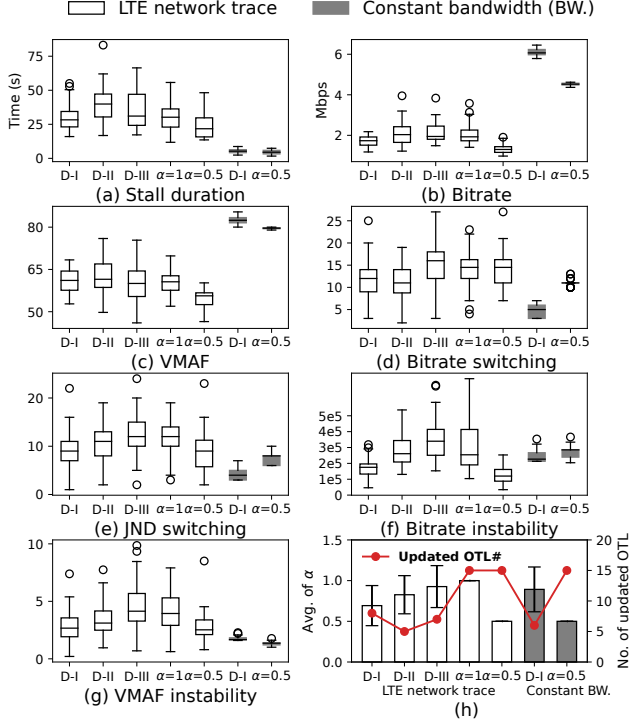 LTE network trace Constant bandwidth (BW.)
Time (s)
75
50
25
0
D-I D-II D-III α=1 α=0.5 D-I α=0.5
(a) Stall duration
Mbps
6
4
2
D-I D-II D-III α=1 α=0.5 D-I α=0.5
(b) Bitrate
80
65
50
D-I D-II D-III α=1 α=0.5 D-I α=0.5
(c) VMAF
25
20
15
10
5
D-I D-II D-III α=1 α=0.5 D-I α=0.5
(d) Bitrate switching
20
10
0
D-I D-II D-III α=1 α=0.5 D-I α=0.5
(e) JND switching
5e5
4e5
3e5
2e5
1e5
0
D-I D-II D-III α=1 α=0.5 D-I α=0.5
(f) Bitrate instability
10
5
0
D-I D-II D-III α=1 α=0.5 D-I α=0.5
(g) VMAF instability
Avg. of α
1.5
1.0
0.5
0.0
Updated OTL#
20
15
10
5
0
No. of updated OTL
D-I D-II D-III α=1 α=0.5 D-I α=0.5
LTE network trace Constant BW.
(h)